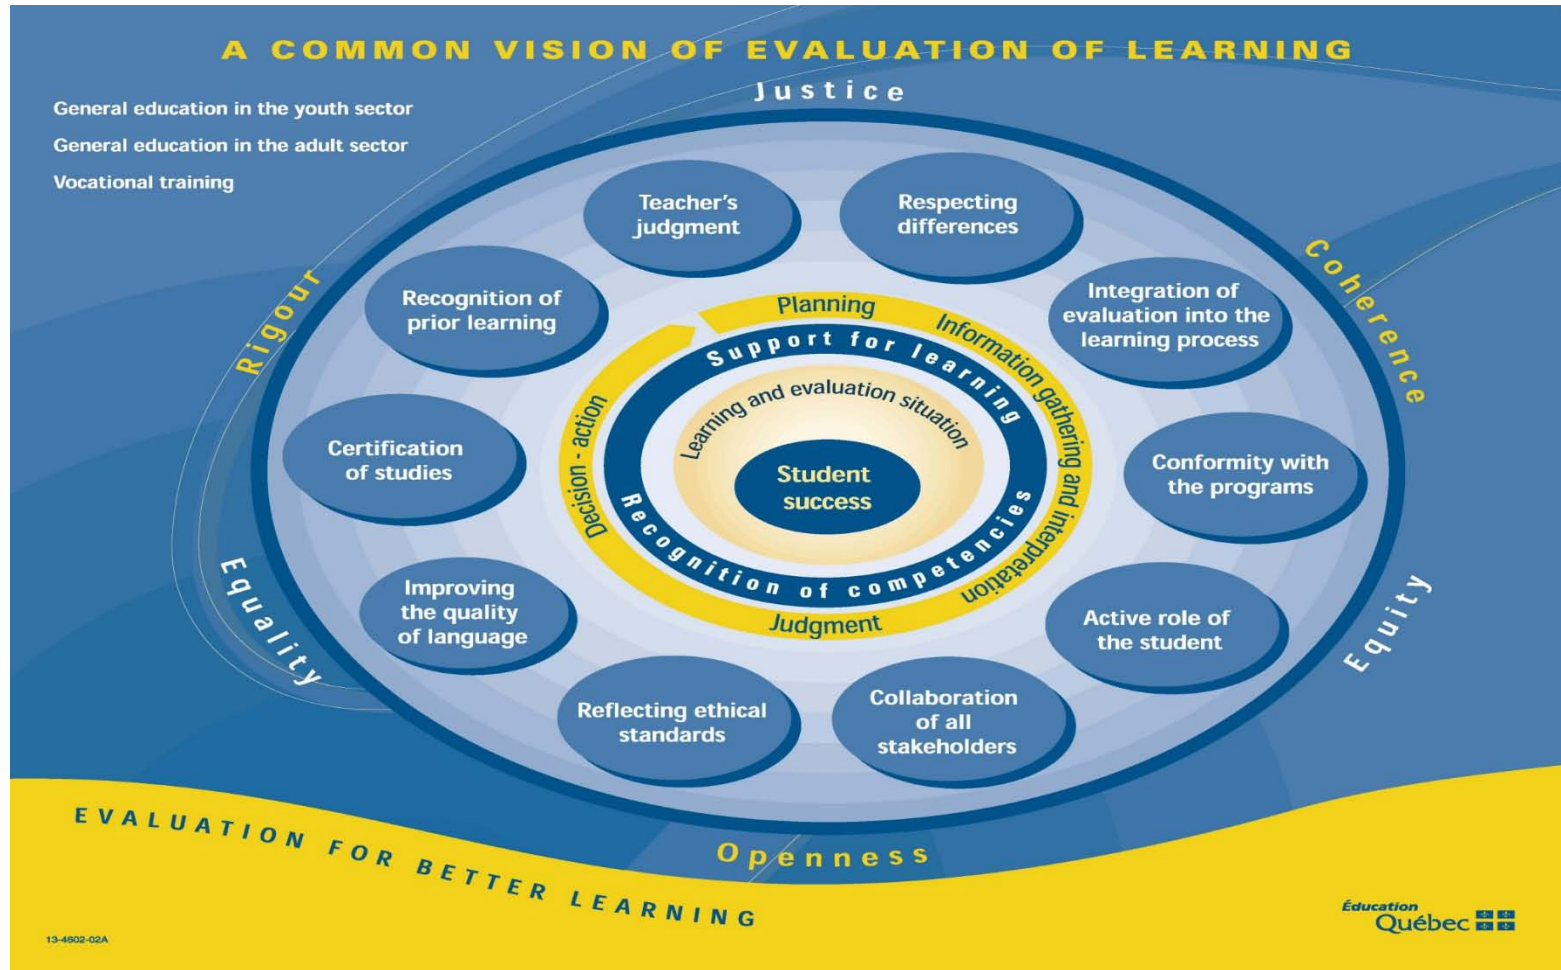 A COMMON VISION OF EVALUATION OF LEARNING
General education in the youth sector
General education in the adult sector
Vocational training
Justice
Coherence
Equity
Openness
Equality
Rigour
Teacher's
judgment
Respecting
differences
Integration of
evaluation into the
learning process
Conformity with
the programs
Active role of
the student
Collaboration
of all
stakeholders
Reflecting ethical
standards
Improving
the quality
of language
Certification
of studies
Recognition of
prior learning
Planning
Information gathering and interpretation
Judgment
Decision - action
Support for learning
Recognition of competencies
Learning and evaluation situation
Student
success
EVALUATION FOR BETTER LEARNING
13-4602-02A
Éducation
Québec